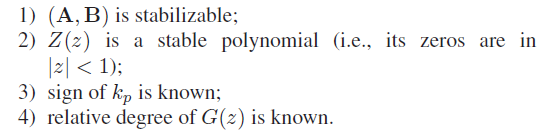 1) (A, B) is stabilizable;
2) Z(z) is a stable polynomial (i.e., its zeros are in
|z| < 1);
3) sign of kₚ is known;
4) relative degree of G(z) is known.